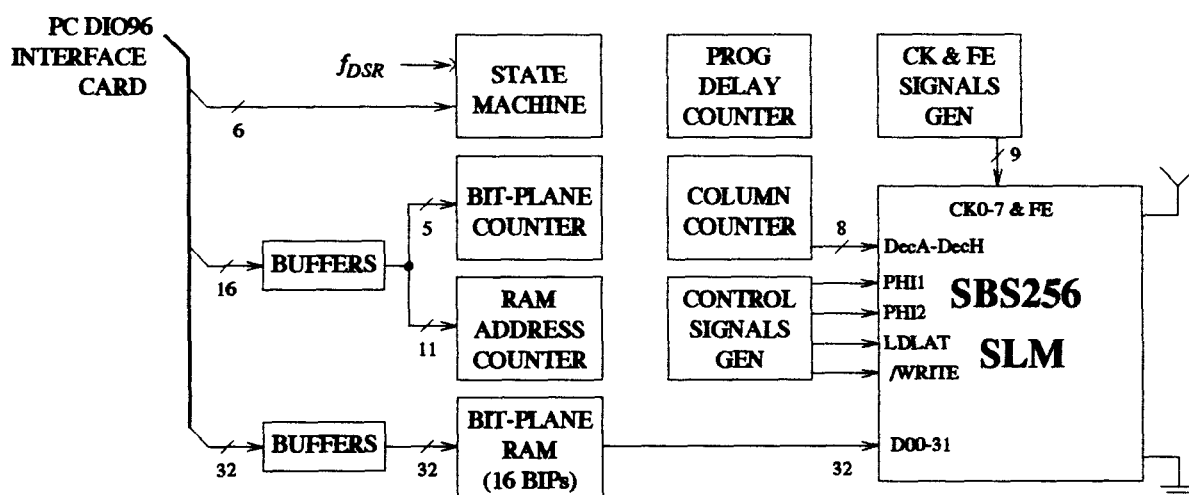 PC DIO96
INTERFACE
CARD
f_DSR
6
STATE
MACHINE
PROG
DELAY
COUNTER
CK & FE
SIGNALS
GEN
9
16
BUFFERS
5
BIT-PLANE
COUNTER
11
RAM
ADDRESS
COUNTER
COLUMN
COUNTER
8
CONTROL
SIGNALS
GEN
CK0-7 & FE
DecA-DecH
PHI1
PHI2
LDLAT
/WRITE
SBS256
SLM
D00-31
32
BUFFERS
32
BIT-PLANE
RAM
(16 BIPs)
32